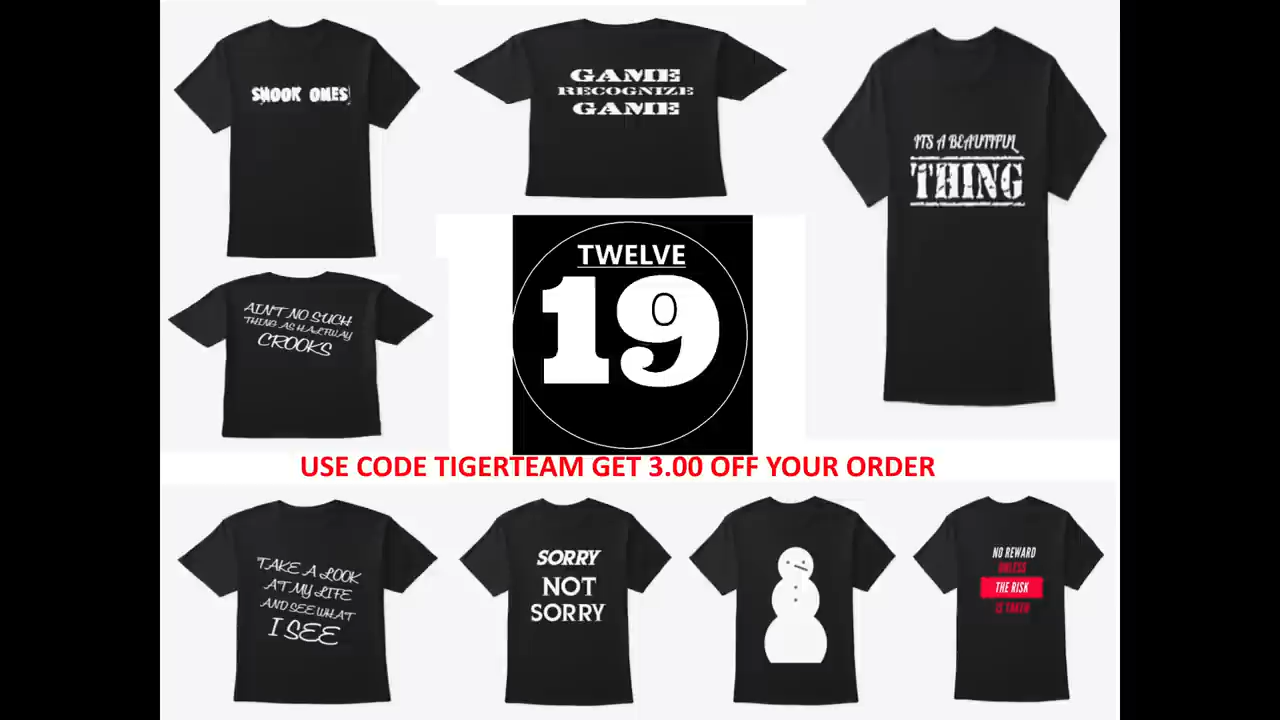 SHOOK ONES
GAME
RECOGNIZE
GAME
ITS A BEAUTIFUL
THING
AIN'T NO SUCH
THING AS HALFWAY
CROOKS
TWELVE
19
USE CODE TIGERTEAM GET 3.00 OFF YOUR ORDER
TAKE A LOOK
AT MY LIFE
AND SEE WHAT
I SEE
SORRY
NOT
SORRY
NO REWARD
UNLESS
THE RISK
IS TAKEN